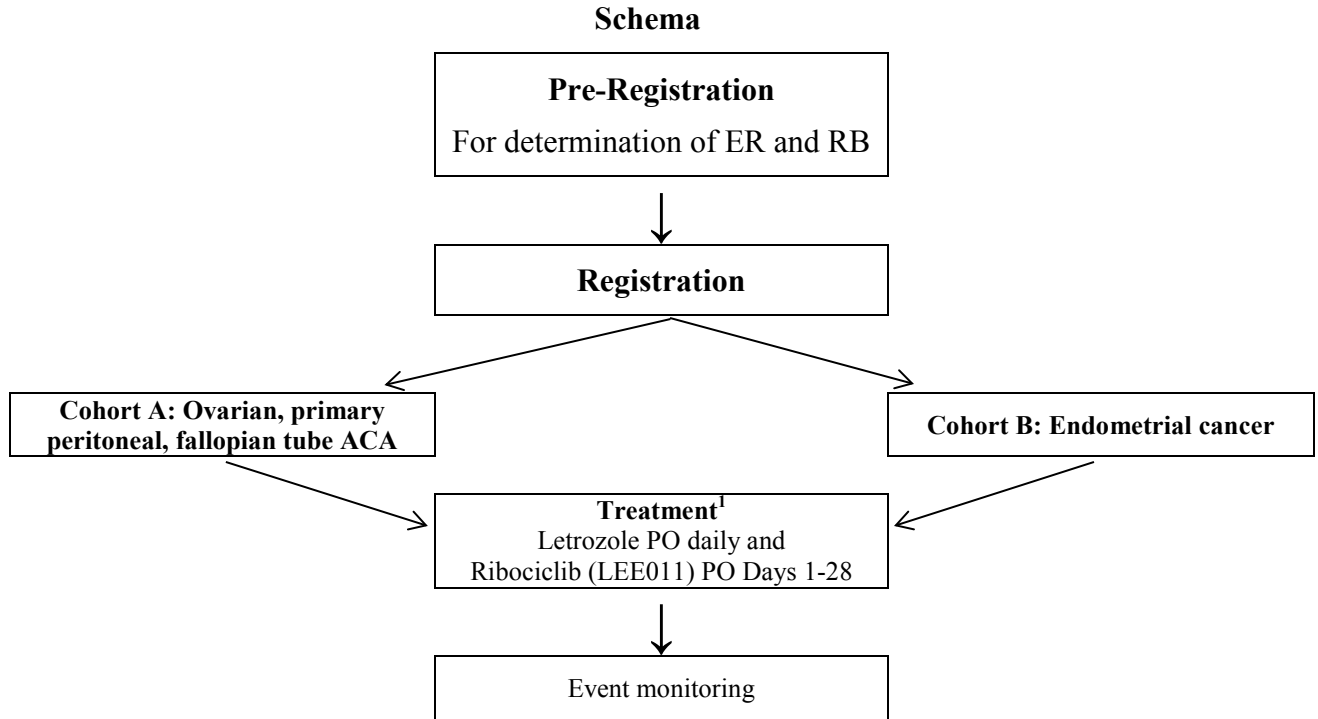 Schema
Pre-Registration
For determination of ER and RB
Registration
Cohort A: Ovarian, primary
peritoneal, fallopian tube ACA
Cohort B: Endometrial cancer
Treatment1
Letrozole PO daily and
Ribociclib (LEE011) PO Days 1-28
Event monitoring